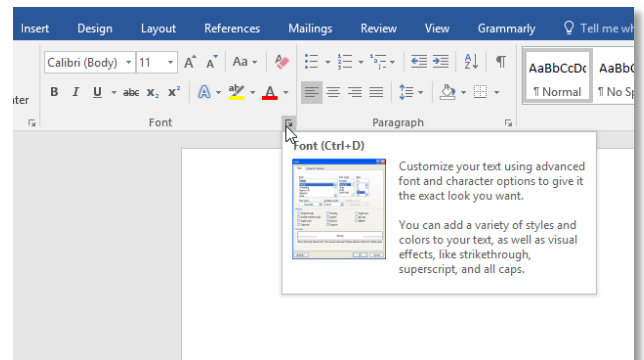 Insert Design Layout References Mailings Review View Grammarly Tell me wh
Calibri (Body) 11 A A Aa AaBbCcDc AaBbC
nter B I U abc X₂ X² A aby A ¶ Normal ¶ No Sp
Font Paragraph
Font (Ctrl+D)
Customize your text using advanced
font and character options to give it
the exact look you want.
You can add a variety of styles and
colors to your text, as well as visual
effects, like strikethrough,
superscript, and all caps.